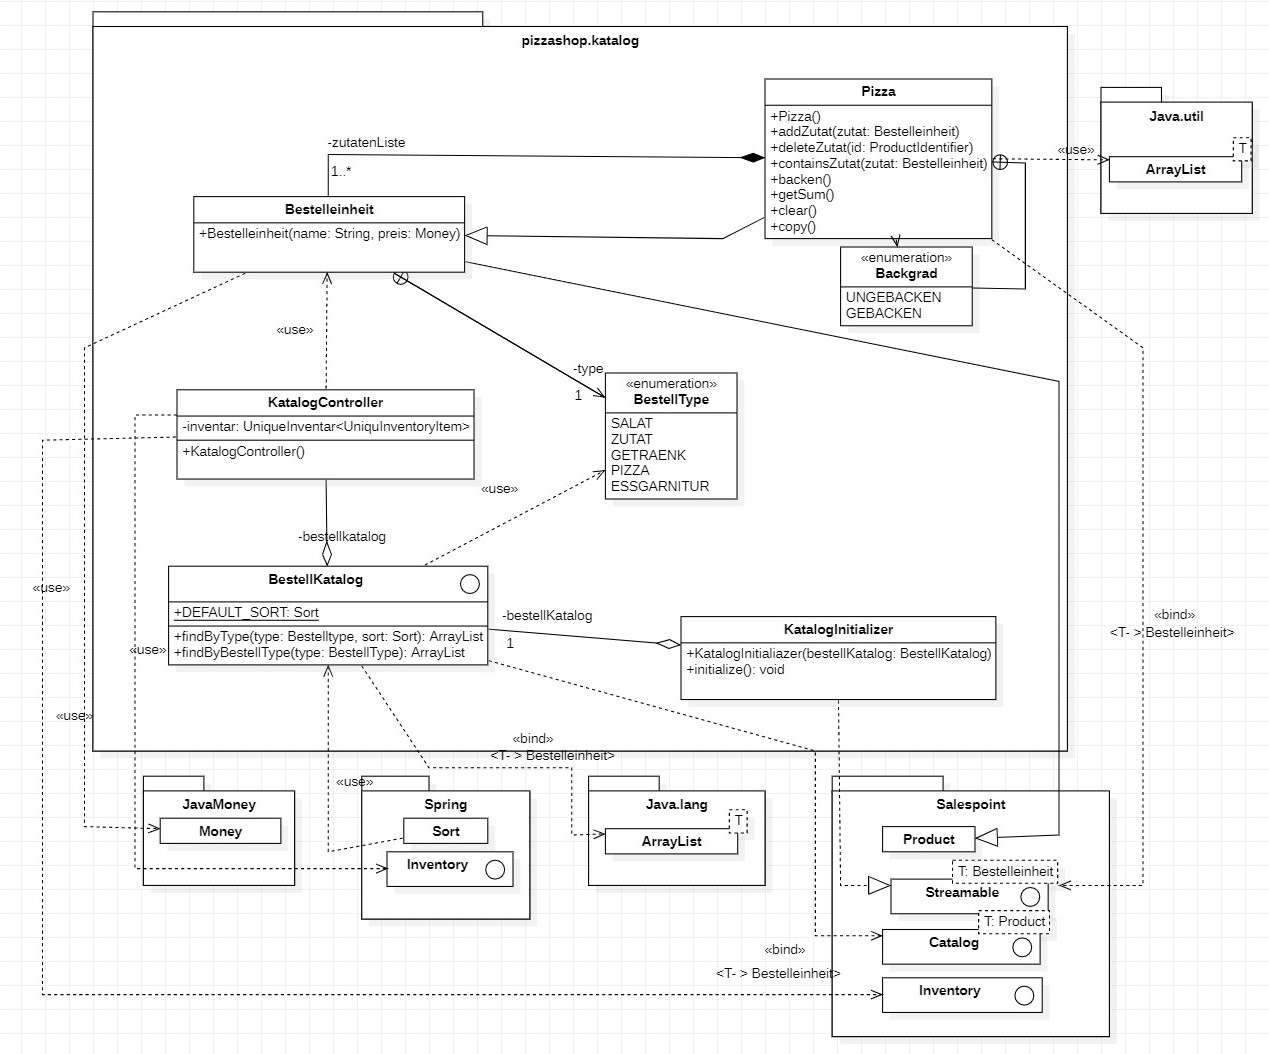 pizzashop.katalog
Pizza
+Pizza()
+addZutat(zutat: Bestelleinheit)
+deleteZutat(id: ProductIdentifier)
+containsZutat(zutat: Bestelleinheit)
+backen()
+getSum()
+clear()
+copy()
Java.util
T
ArrayList
«use»
-zutatenListe
1..*
Bestelleinheit
+Bestelleinheit(name: String, preis: Money)
«enumeration»
Backgrad
UNGEBACKEN
GEBACKEN
«use»
-type
1
«enumeration»
BestellType
SALAT
ZUTAT
GETRAENK
PIZZA
ESSGARNITUR
KatalogController
-inventar: UniqueInventar<UniquInventoryItem>
+KatalogController()
«use»
-bestellkatalog
BestellKatalog
+DEFAULT_SORT: Sort
+findByType(type: Bestelltype, sort: Sort): ArrayList
+findByBestellType(type: BestellType): ArrayList
«use»
«use»
«use»
-bestellKatalog
1
KatalogInitializer
+KatalogInitialiazer(bestellKatalog: BestellKatalog)
+initialize(): void
«bind»
<T- > Bestelleinheit>
«bind»
<T- > Bestelleinheit>
«use»
JavaMoney
Money
Spring
Sort
Inventory
Java.lang
T
ArrayList
Salespoint
Product
T: Bestelleinheit
Streamable
T: Product
Catalog
Inventory
«bind»
<T- > Bestelleinheit>